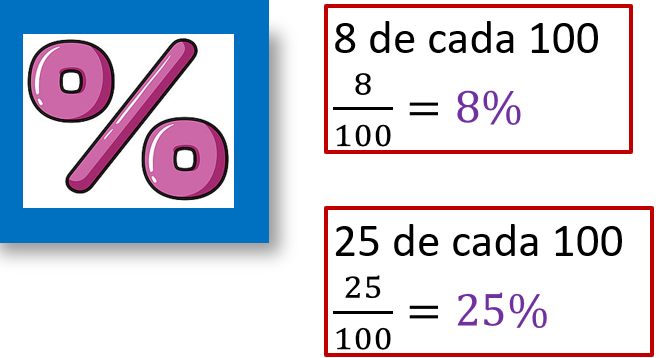 %
8 de cada 100
8/100 = 8%
25 de cada 100
25/100 = 25%